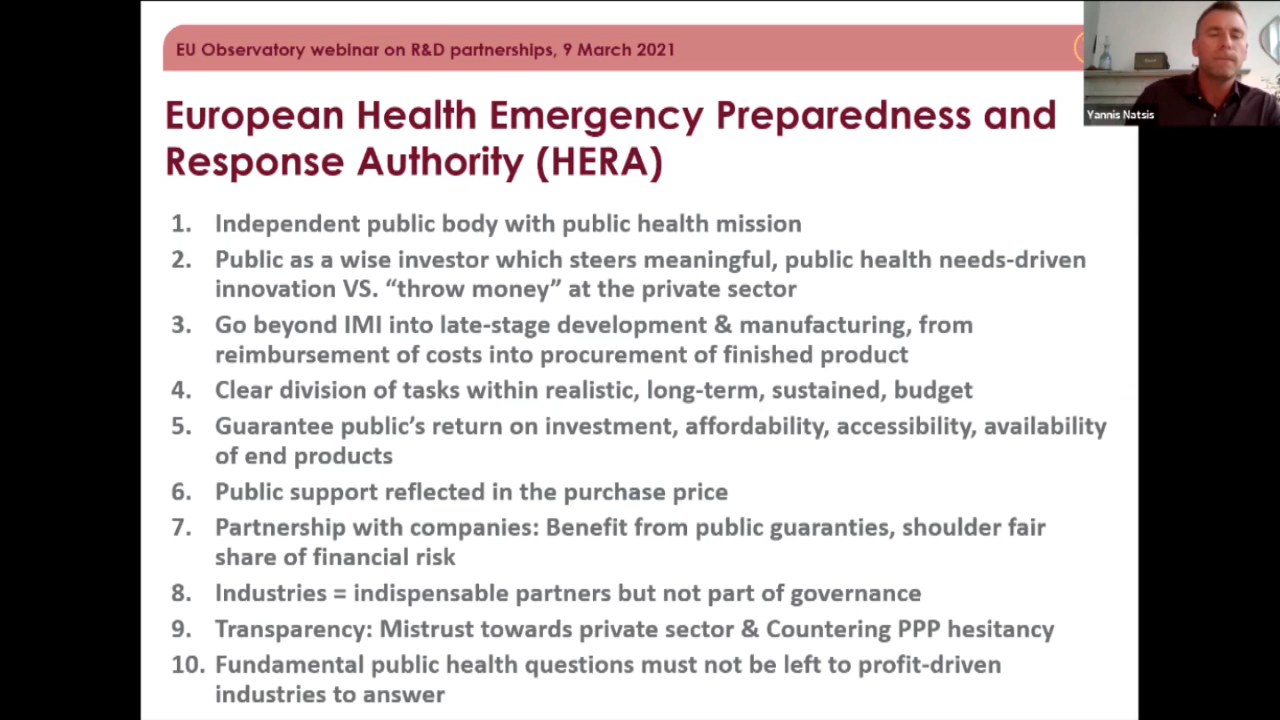 EU Observatory webinar on R&D partnerships, 9 March 2021
Yannis Natsis
European Health Emergency Preparedness and
Response Authority (HERA)
1. Independent public body with public health mission
2. Public as a wise investor which steers meaningful, public health needs-driven
innovation VS. “throw money” at the private sector
3. Go beyond IMI into late-stage development & manufacturing, from
reimbursement of costs into procurement of finished product
4. Clear division of tasks within realistic, long-term, sustained, budget
5. Guarantee public’s return on investment, affordability, accessibility, availability
of end products
6. Public support reflected in the purchase price
7. Partnership with companies: Benefit from public guaranties, shoulder fair
share of financial risk
8. Industries = indispensable partners but not part of governance
9. Transparency: Mistrust towards private sector & Countering PPP hesitancy
10. Fundamental public health questions must not be left to profit-driven
industries to answer